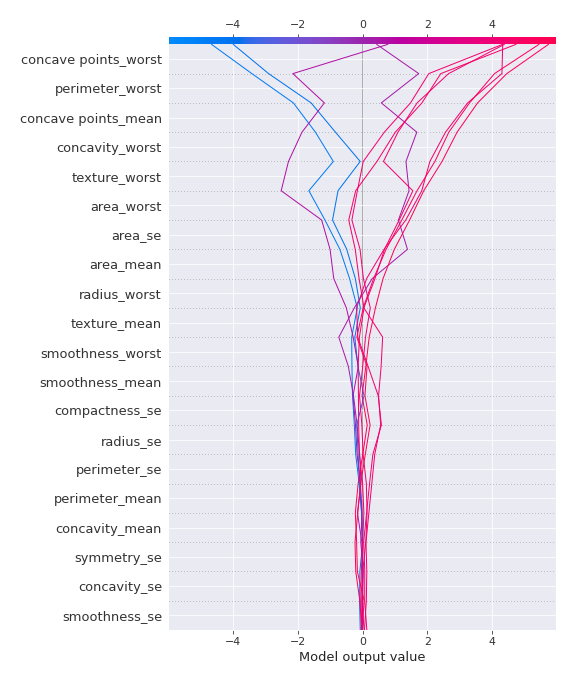 −4 −2 0 2 4
concave points_worst
perimeter_worst
concave points_mean
concavity_worst
texture_worst
area_worst
area_se
area_mean
radius_worst
texture_mean
smoothness_worst
smoothness_mean
compactness_se
radius_se
perimeter_se
perimeter_mean
concavity_mean
symmetry_se
concavity_se
smoothness_se
−4 −2 0 2 4
Model output value